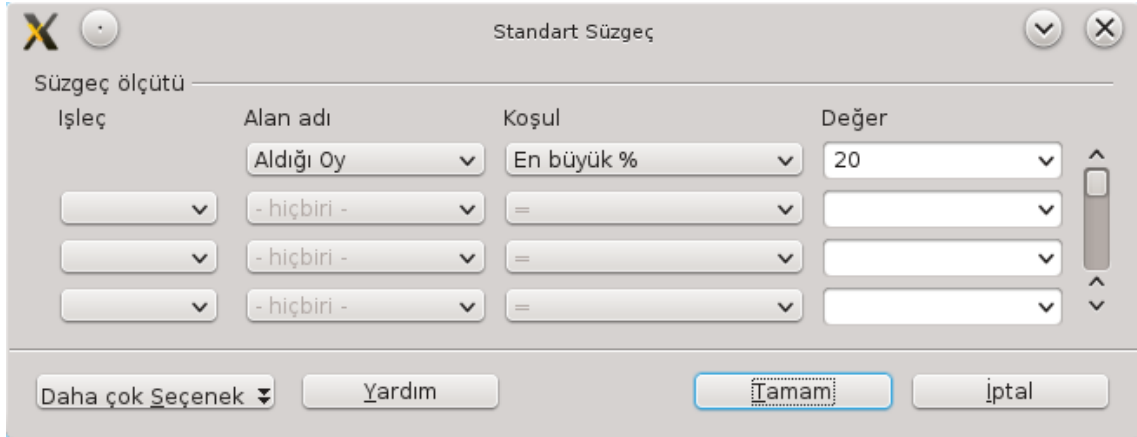 Standart Süzgeç
Süzgeç ölçütü
Işleç Alan adı Koşul Değer
Aldığı Oy En büyük % 20
- hiçbiri - =
- hiçbiri - =
- hiçbiri - =
Daha çok Seçenek Yardım Tamam İptal